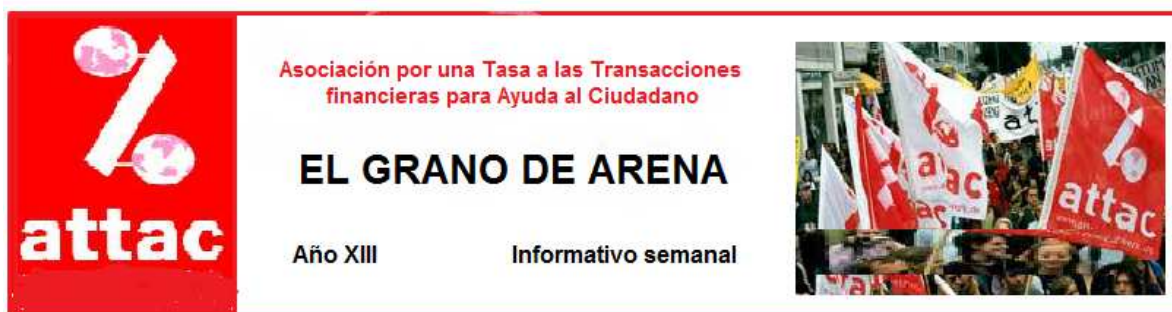 attac
Asociación por una Tasa a las Transacciones
financieras para Ayuda al Ciudadano
EL GRANO DE ARENA
Año XIII Informativo semanal
attac
attac